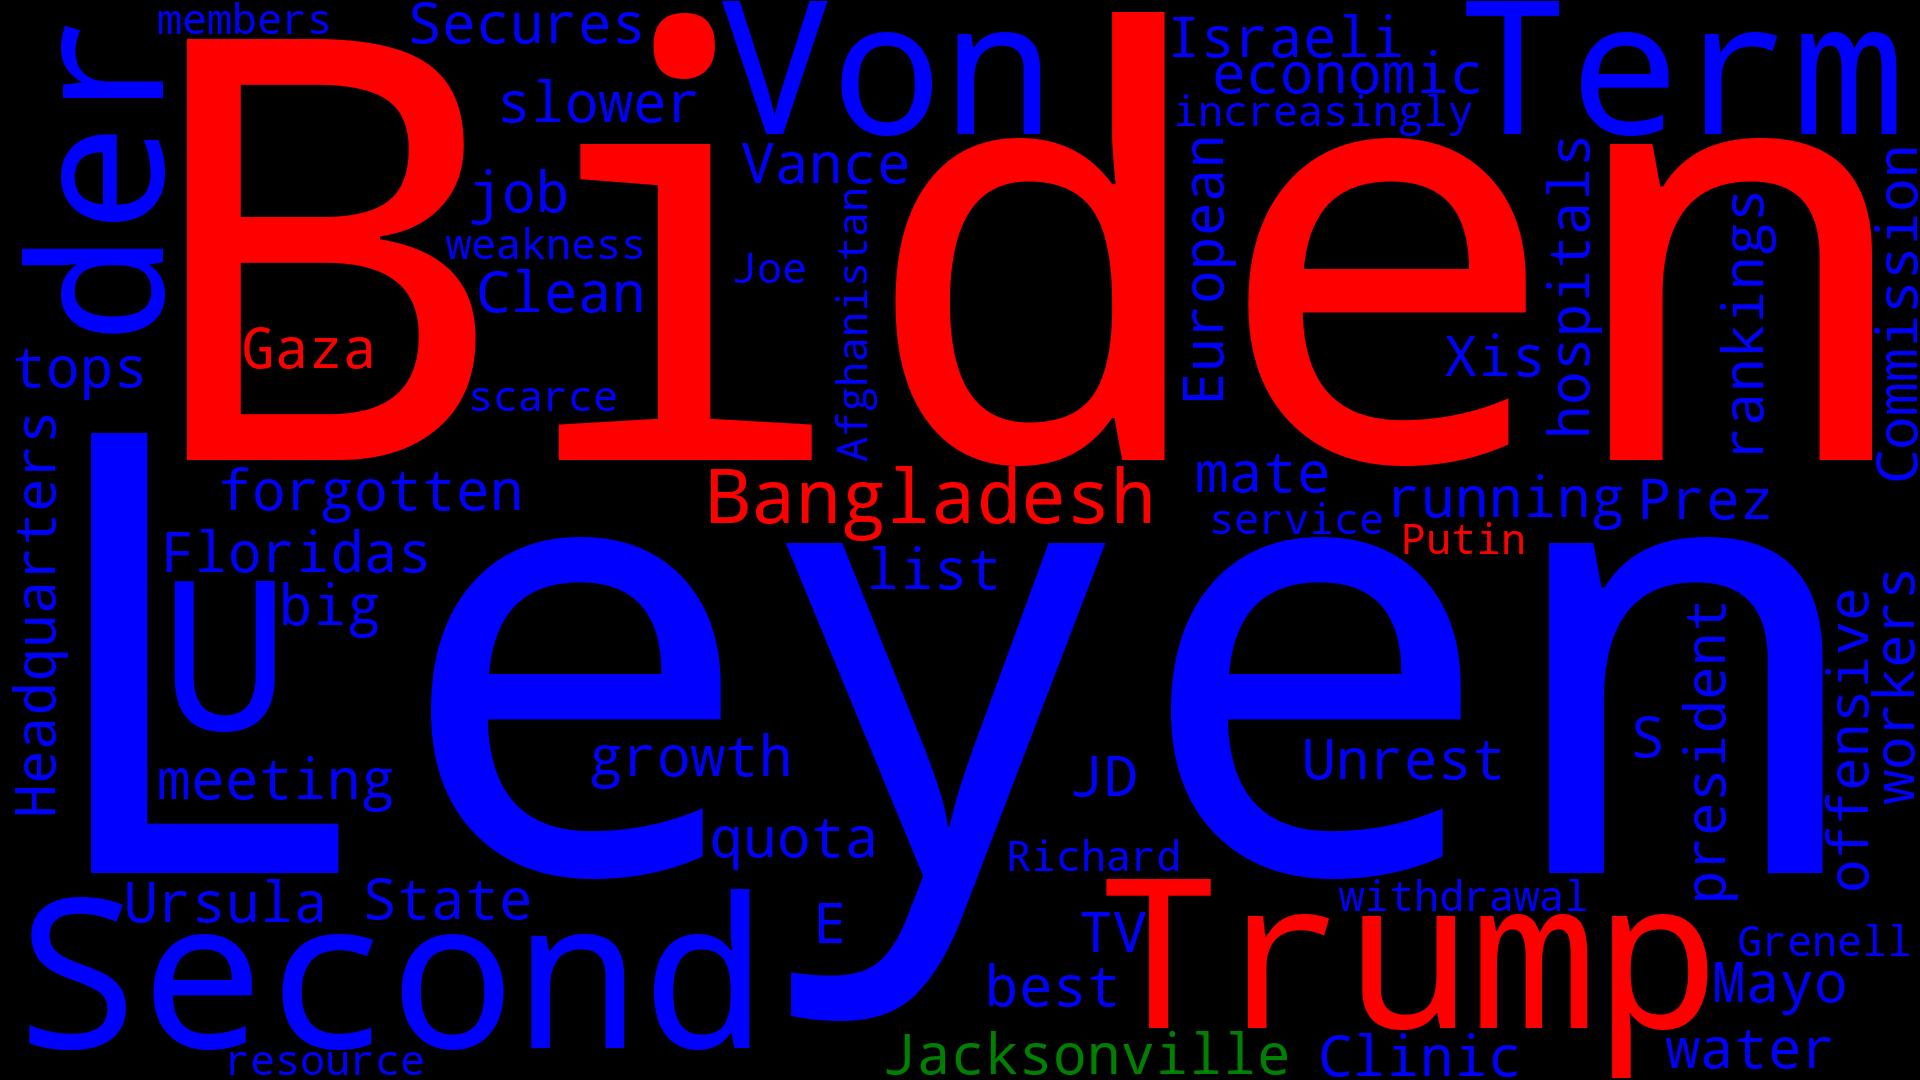 members
Secures
Von
Israeli
Term
economic
increasingly
der
Biden
slower
Vance
job
weakness
Clean
Joe
Afghanistan
European
hospitals
rankings
Commission
Gaza
Xis
tops
scarce
Headquarters
forgotten
Bangladesh
mate
running
Prez
service
Putin
Floridas
list
Leyen
U
big
president
offensive
workers
S
growth
JD
Unrest
meeting
quota
Richard
Ursula
State
withdrawal
Second
E
TV
Trump
Grenell
best
Mayo
resource
Jacksonville
Clinic
water